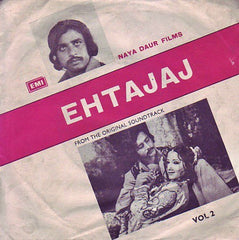 NAYA DAUR FILMS
EMI
EHTAJAJ
FROM THE ORIGINAL SOUNDTRACK
VOL. 2